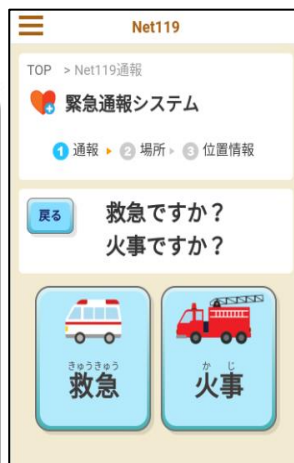 Net119
TOP > Net119通報
緊急通報システム
1 通報 ▶ 2 場所 ▶ 3 位置情報
戻る
救急ですか？
火事ですか？
きゅうきゅう
救急
かじ
火事